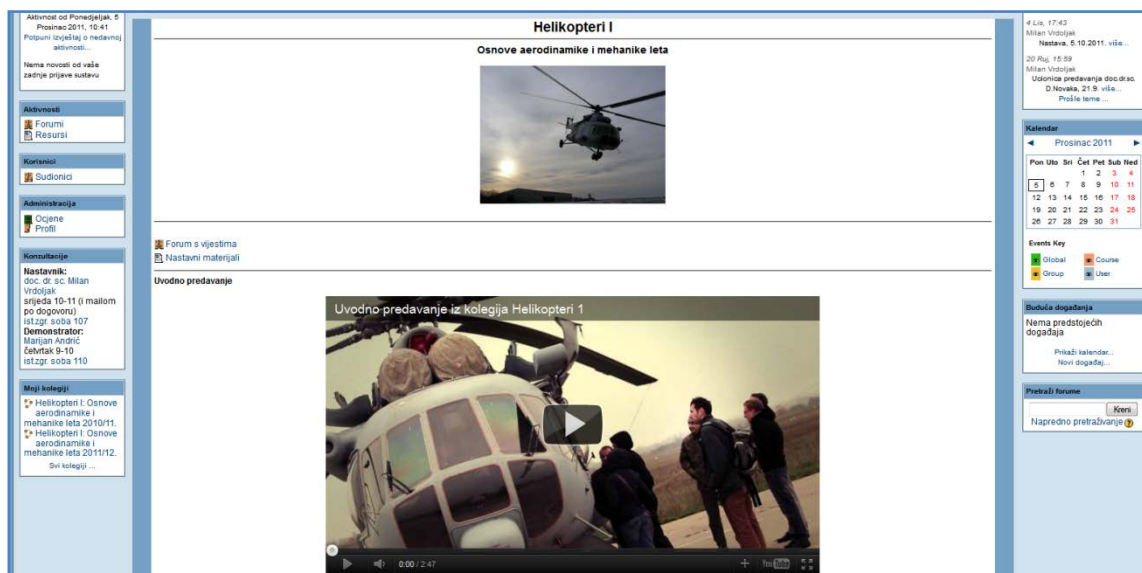 Aktivnost od Ponedjeljak, 5
Prosinac 2011, 10:41
Potpuni izvještaj o nedavnoj
aktivnosti...
Nema novosti od vaše
zadnje prijave sustavu
Aktivnosti
Forumi
Resursi
Korisnici
Sudionici
Administracija
Ocjene
Profil
Konzultacije
Nastavnik:
doc. dr. sc. Milan
Vrdoljak
srijeda 10-11 (i mailom
po dogovoru)
ist.zgr. soba 107
Demonstrator:
Marijan Andrić
četvrtak 9-10
ist.zgr. soba 110
Moji kolegiji
Helikopteri I: Osnove
aerodinamike i
mehanike leta 2010/11.
Helikopteri I: Osnove
aerodinamike i
mehanike leta 2011/12.
Svi kolegiji ...
Helikopteri I
Osnove aerodinamike i mehanike leta
Forum s vijestima
Nastavni materijali
Uvodno predavanje
Uvodno predavanje iz kolegija Helikopteri 1
0:00 / 2:47
YouTube
4 Lis, 17:43
Milan Vrdoljak
Nastava, 5.10.2011. više...
20 Ruj, 15:59
Milan Vrdoljak
Ucionica predavanja doc.dr.sc.
D.Novaka, 21.9. više...
Prošle teme ...
Kalendar
◄ Prosinac 2011 ►
Pon Uto Sri Čet Pet Sub Ned
1 2 3 4
5 6 7 8 9 10 11
12 13 14 15 16 17 18
19 20 21 22 23 24 25
26 27 28 29 30 31
Events Key
Global Course
Group User
Buduća događanja
Nema predstojećih
događaja
Prikaži kalendar...
Novi događaj...
Pretraži forume
Kreni
Napredno pretraživanje ?